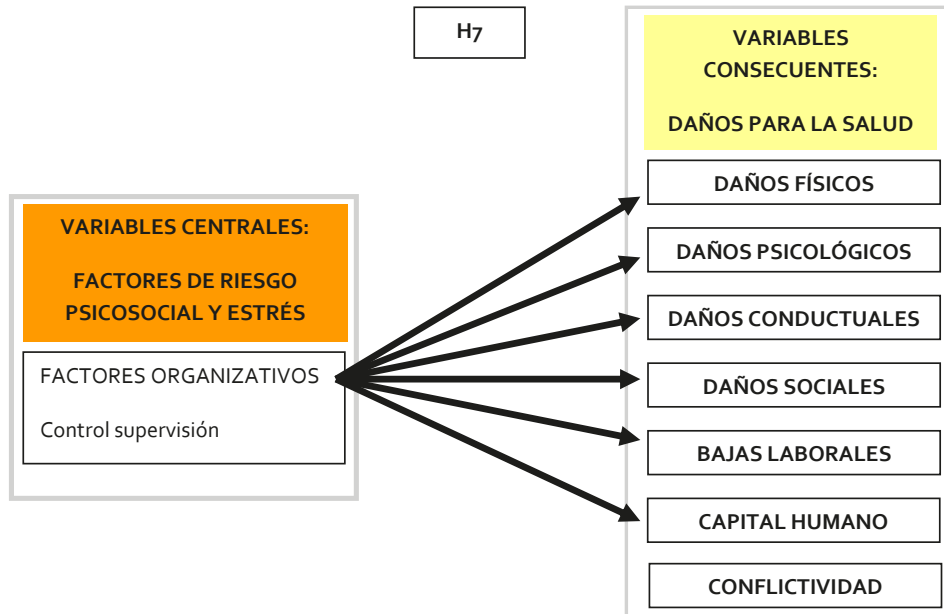 H7
VARIABLES
CONSECUENTES:
DAÑOS PARA LA SALUD
DAÑOS FÍSICOS
VARIABLES CENTRALES:
FACTORES DE RIESGO
PSICOSOCIAL Y ESTRÉS
FACTORES ORGANIZATIVOS
Control supervisión
DAÑOS PSICOLÓGICOS
DAÑOS CONDUCTUALES
DAÑOS SOCIALES
BAJAS LABORALES
CAPITAL HUMANO
CONFLICTIVIDAD